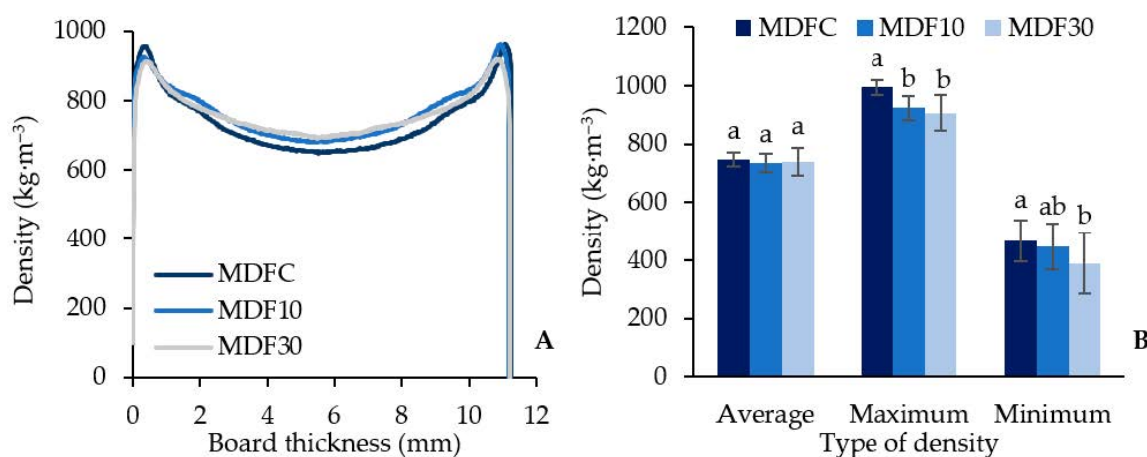 1000
800
600
400
200
0
Density (kg·m⁻³)
MDFC
MDF10
MDF30
A
0 2 4 6 8 10 12
Board thickness (mm)
1200
1000
800
600
400
200
0
Density (kg·m⁻³)
MDFC MDF10 MDF30
a a a
a b b
a ab b
B
Average Maximum Minimum
Type of density